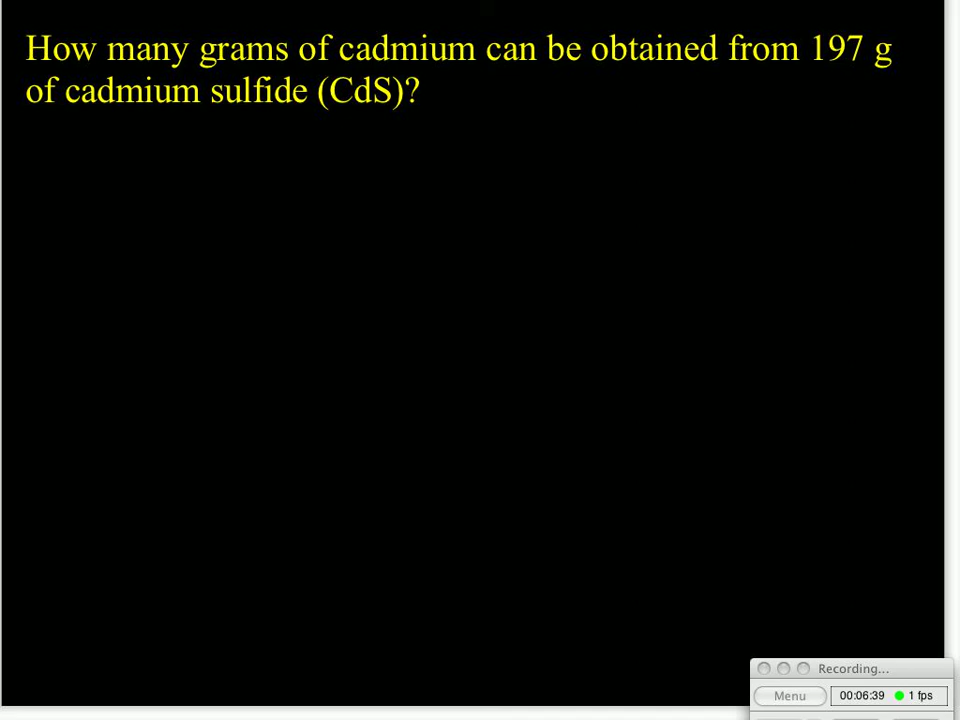 How many grams of cadmium can be obtained from 197 g
of cadmium sulfide (CdS)?
Recording...
Menu
00:06:39
1 fps